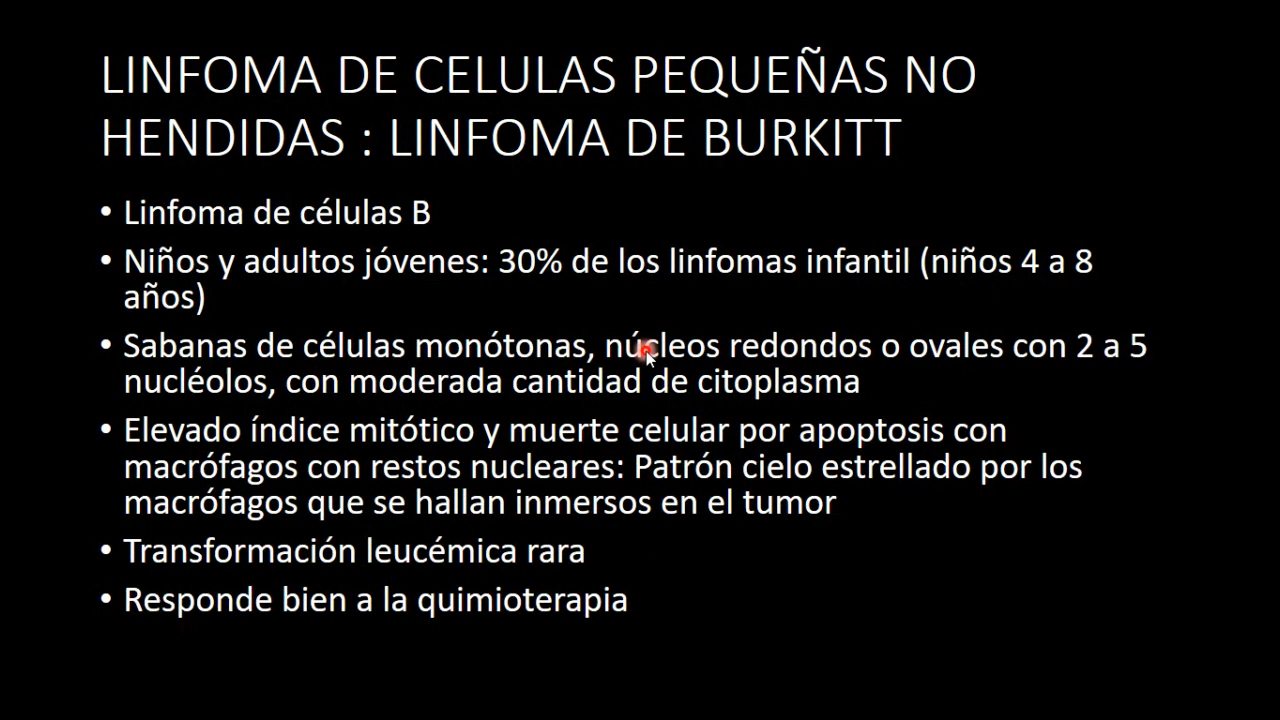 LINFOMA DE CELULAS PEQUEÑAS NO
HENDIDAS : LINFOMA DE BURKITT
• Linfoma de células B
• Niños y adultos jóvenes: 30% de los linfomas infantil (niños 4 a 8
años)
• Sabanas de células monótonas, núcleos redondos o ovales con 2 a 5
nucléolos, con moderada cantidad de citoplasma
• Elevado índice mitótico y muerte celular por apoptosis con
macrófagos con restos nucleares: Patrón cielo estrellado por los
macrófagos que se hallan inmersos en el tumor
• Transformación leucémica rara
• Responde bien a la quimioterapia